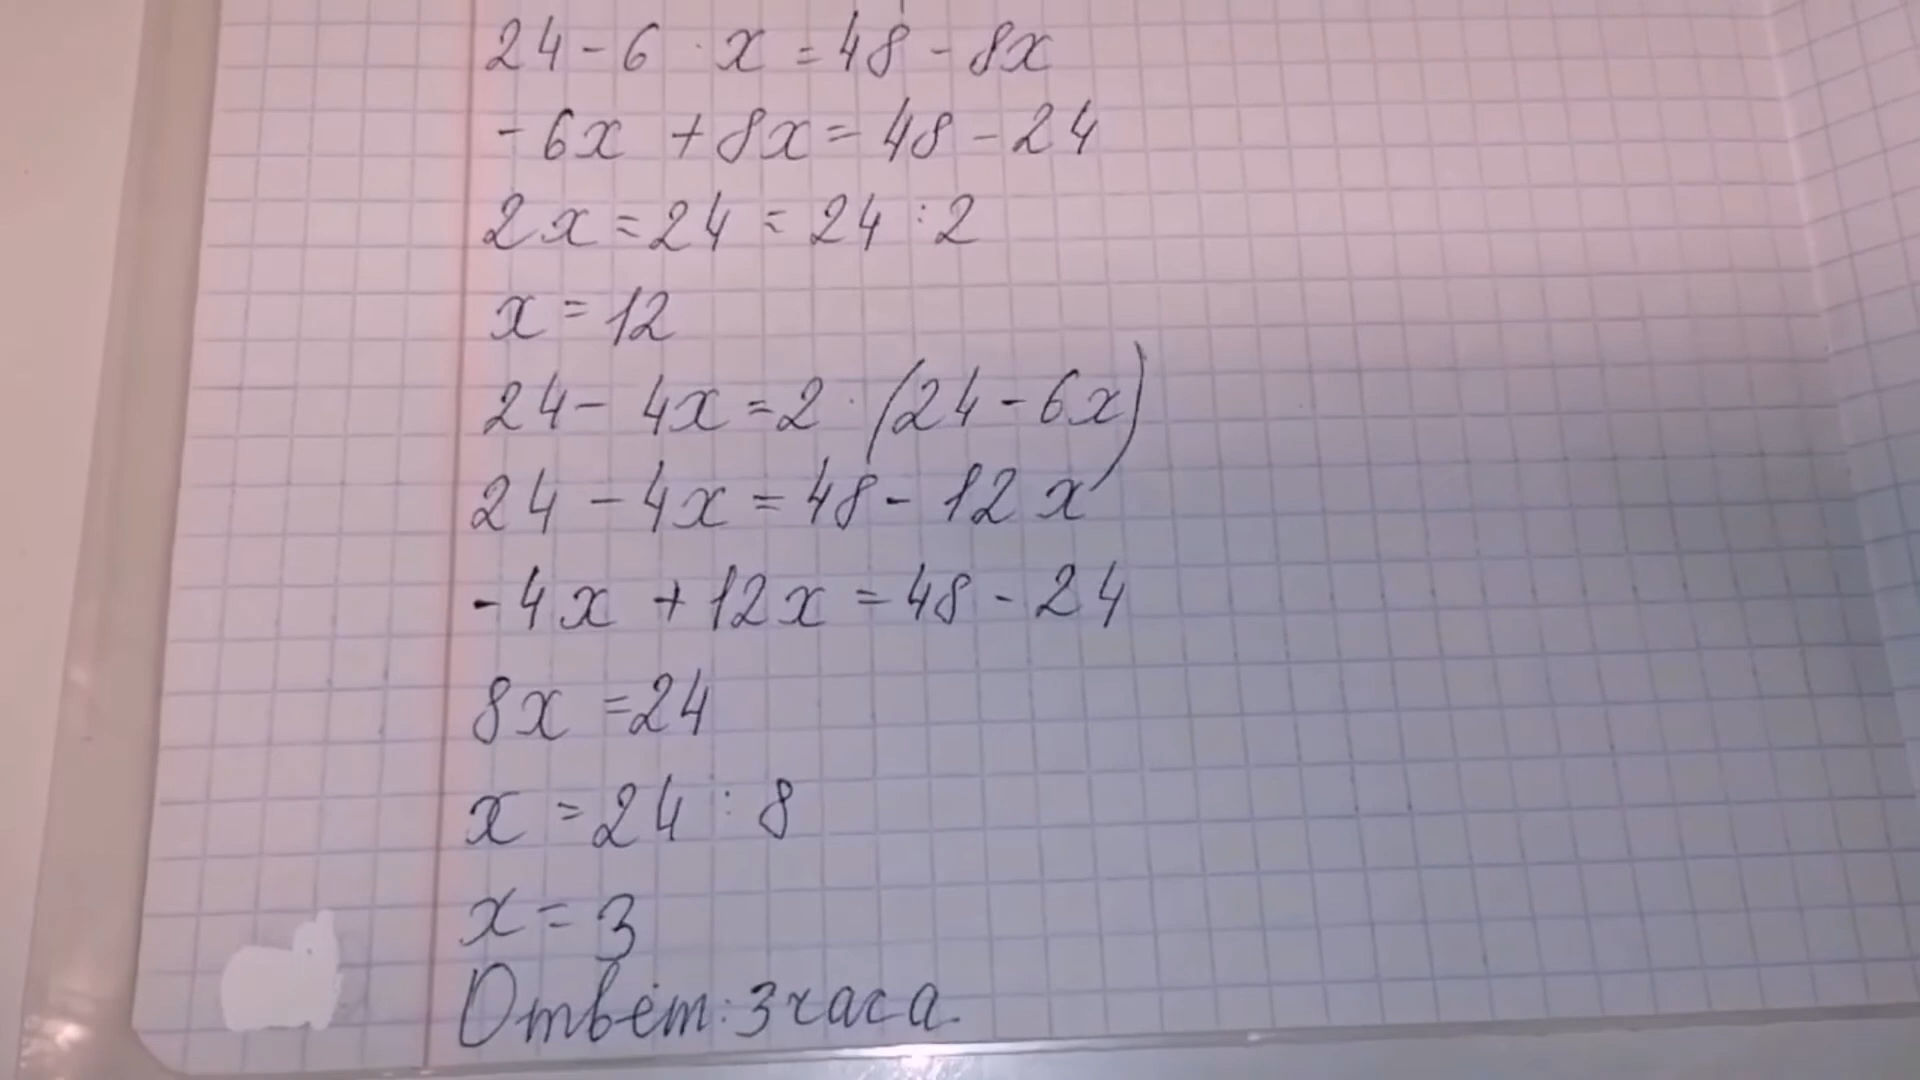 24 - 6 · x = 48 - 8x
- 6x + 8x = 48 - 24
2x = 24 = 24 : 2
x = 12
24 - 4x = 2 · (24 - 6x)
24 - 4x = 48 - 12x
- 4x + 12x = 48 - 24
8x = 24
x = 24 : 8
x = 3
Ответ: 3 часа.